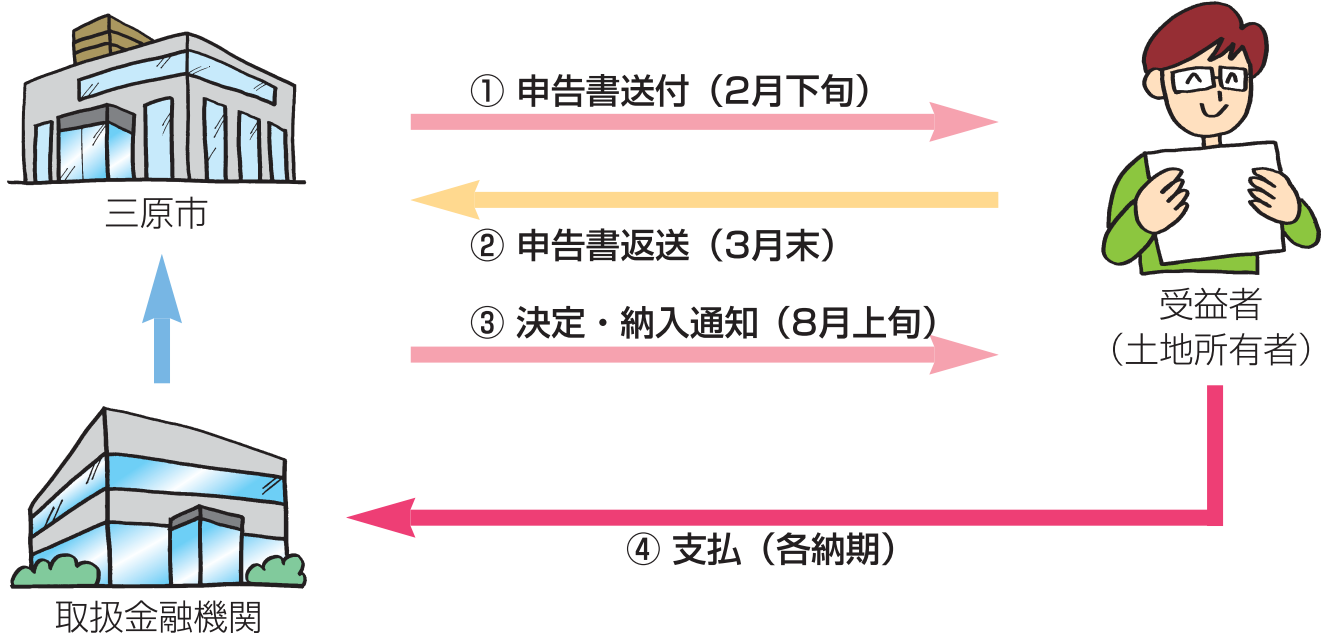 ① 申告書送付（2月下旬）
三原市
② 申告書返送（3月末）
③ 決定・納入通知（8月上旬）
受益者
（土地所有者）
④ 支払（各納期）
取扱金融機関